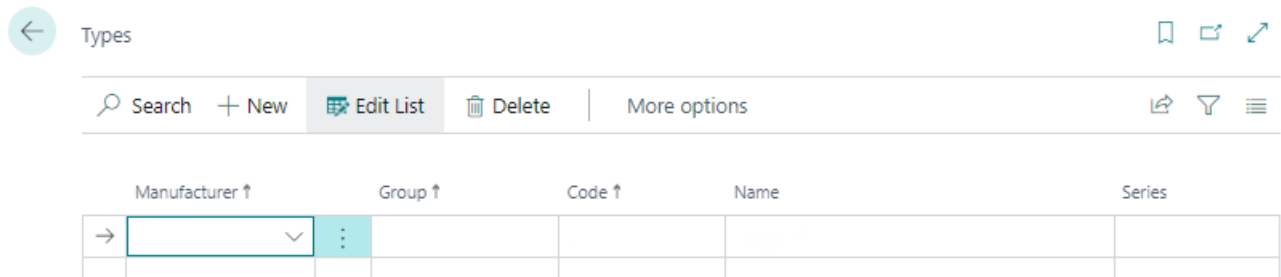 Types
Search New Edit List Delete More options
Manufacturer ↑ Group ↑ Code ↑ Name Series